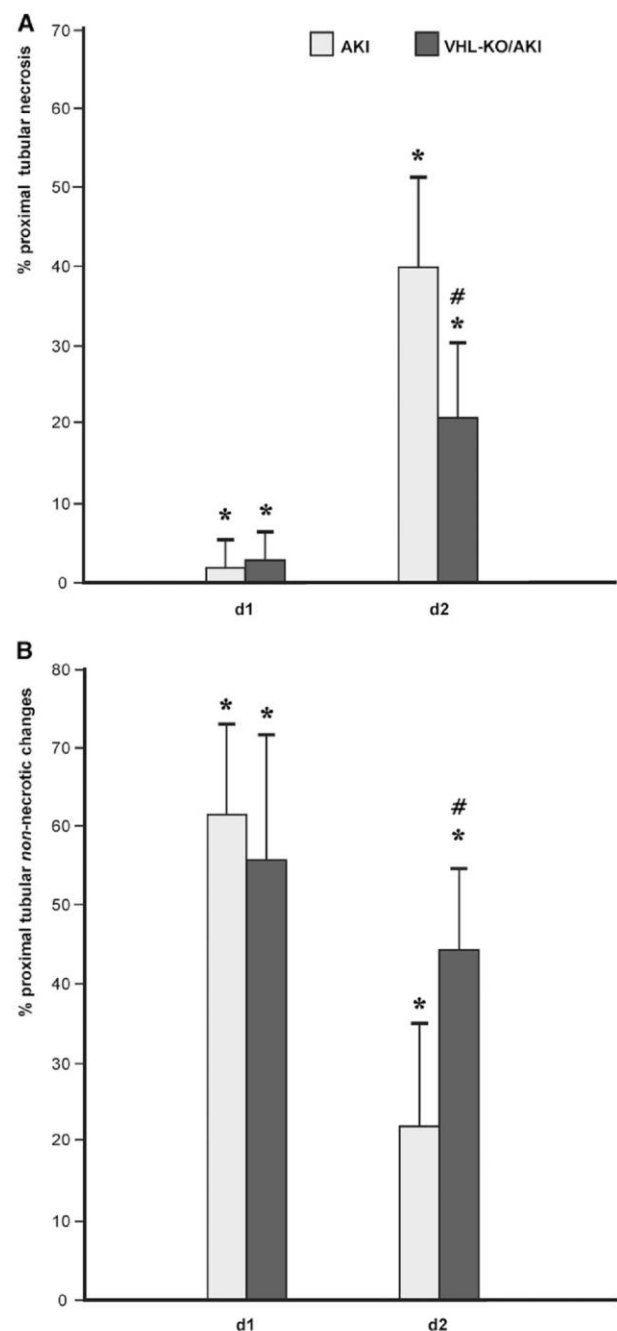 A
70
AKI
VHL-KO/AKI
60
50
40
30
20
10
0
% proximal tubular necrosis
*
*
*
#
*
d1
d2
B
80
70
60
50
40
30
20
10
0
% proximal tubular non-necrotic changes
*
*
*
#
*
d1
d2